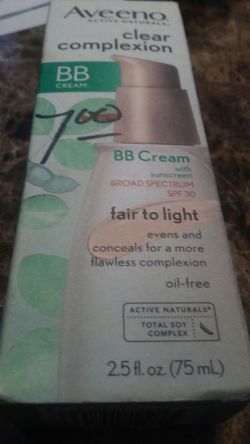 Aveeno
ACTIVE NATURALS®
clear
complexion
BB
CREAM
7.00
BB Cream
with
sunscreen
BROAD SPECTRUM
SPF 30
fair to light
evens and
conceals for a more
flawless complexion
oil-free
ACTIVE NATURALS®
TOTAL SOY
COMPLEX
2.5 fl. oz. (75 mL)